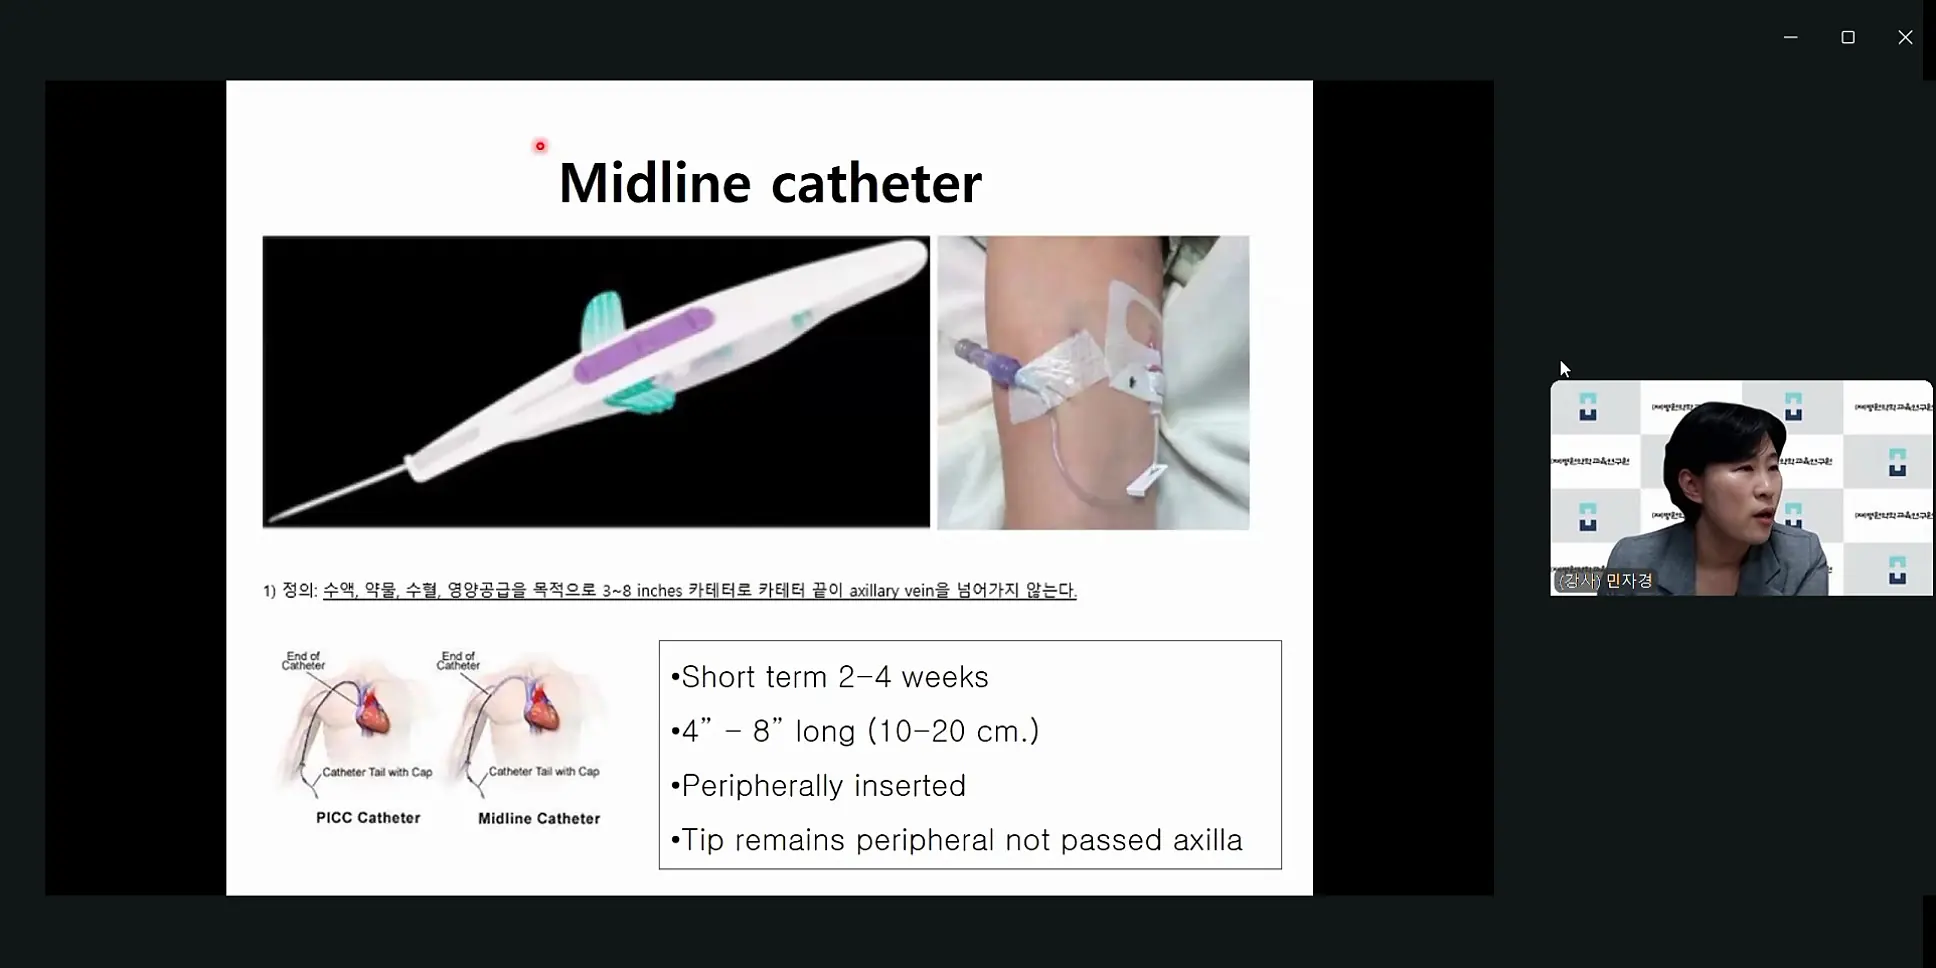 Midline catheter
1) 정의: 수액, 약물, 수혈, 영양공급을 목적으로 3~8 inches 카테터로 카테터 끝이 axillary vein을 넘어가지 않는다.
End of
Catheter
Catheter Tail with Cap
PICC Catheter
End of
Catheter
Catheter Tail with Cap
Midline Catheter
•Short term 2-4 weeks
•4” - 8” long (10-20 cm.)
•Peripherally inserted
•Tip remains peripheral not passed axilla
(강사) 민자경